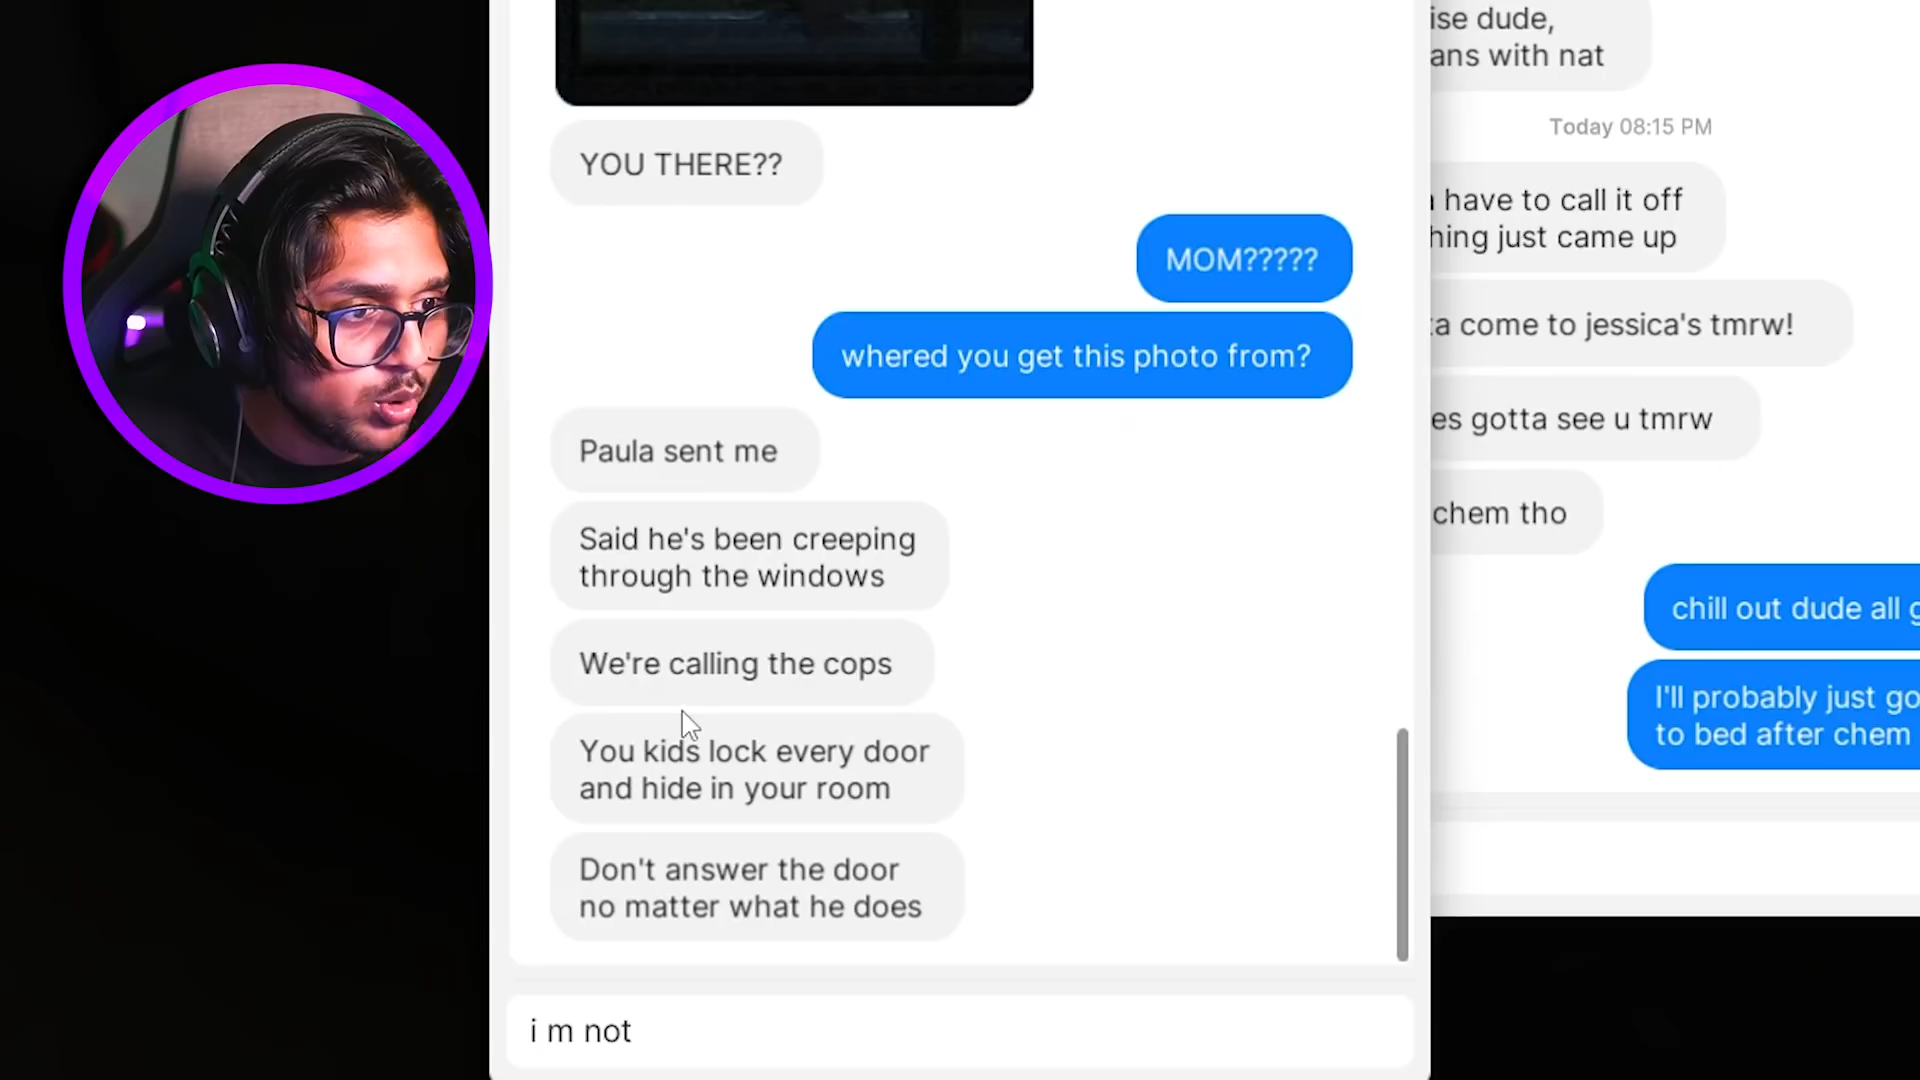 YOU THERE??
MOM?????
whered you get this photo from?
Paula sent me
Said he's been creeping
through the windows
We're calling the cops
You kids lock every door
and hide in your room
Don't answer the door
no matter what he does
i m not
ise dude,
ans with nat
Today 08:15 PM
have to call it off
hing just came up
ta come to jessica's tmrw!
es gotta see u tmrw
chem tho
chill out dude all g
I'll probably just go
to bed after chem